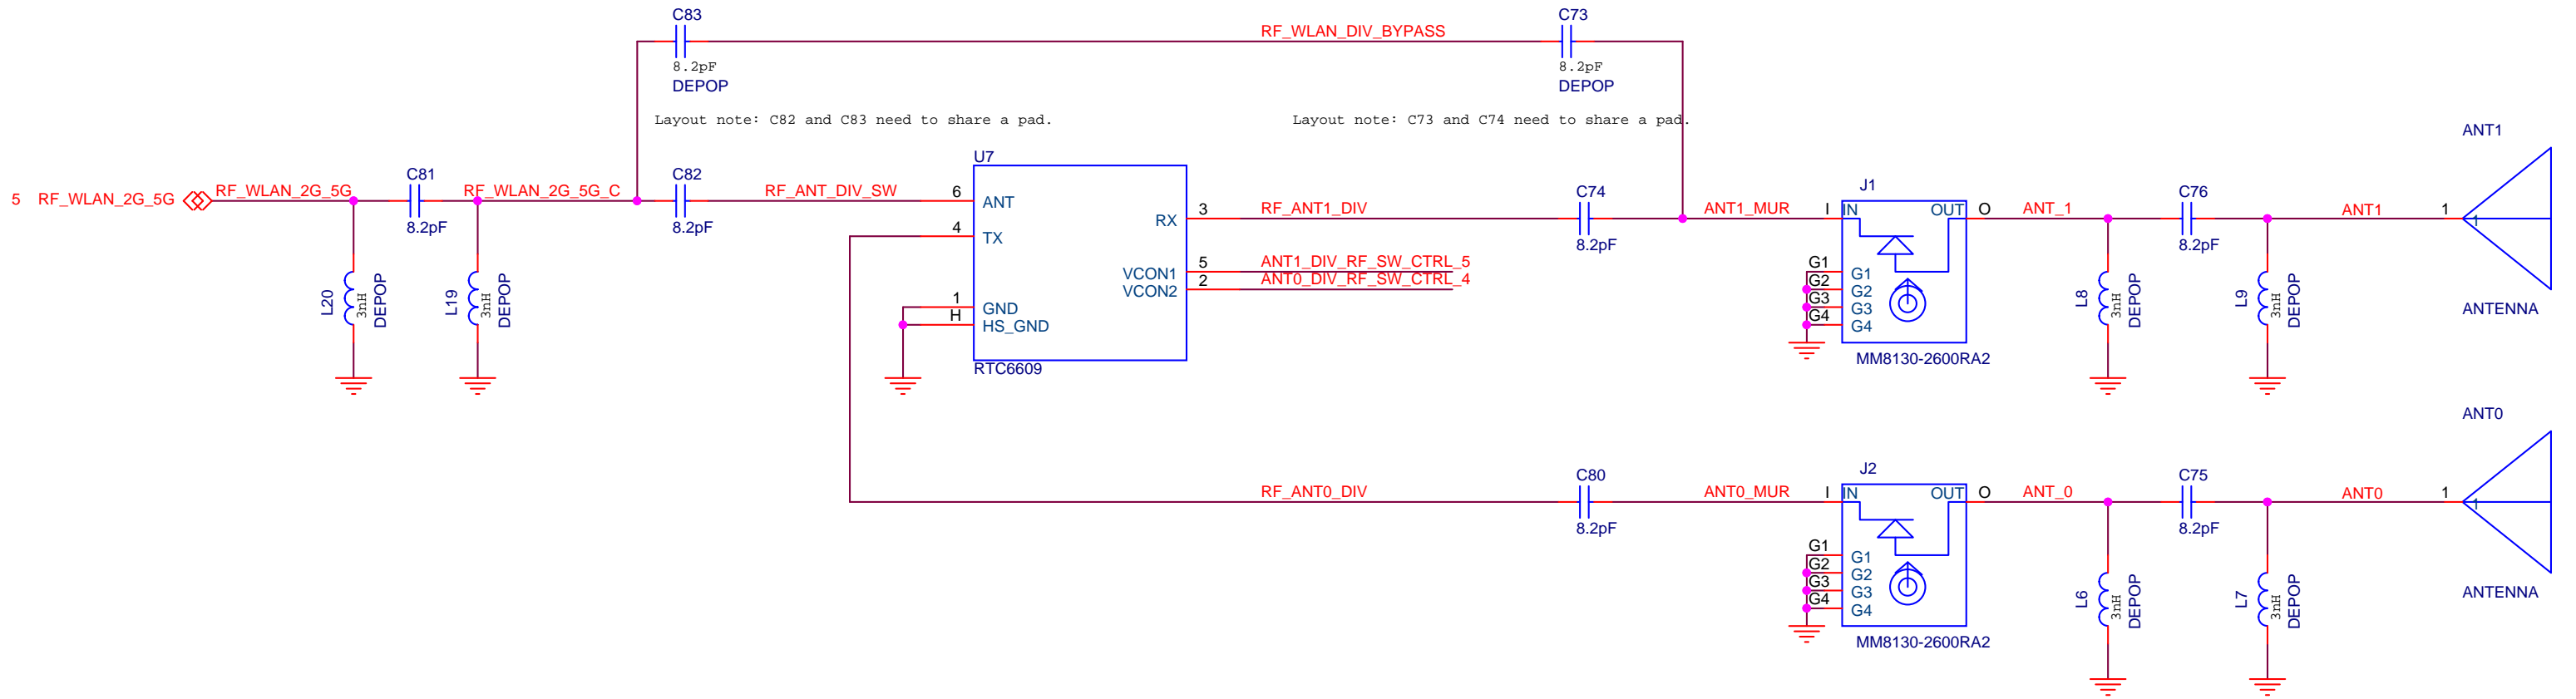 C83
8.2pF
DEPOP
RF_WLAN_DIV_BYPASS
C73
8.2pF
DEPOP
Layout note: C82 and C83 need to share a pad.
Layout note: C73 and C74 need to share a pad.
5 RF_WLAN_2G_5G
RF_WLAN_2G_5G
C81
8.2pF
RF_WLAN_2G_5G_C
C82
8.2pF
RF_ANT_DIV_SW
L20
3nH
DEPOP
L19
3nH
DEPOP
U7
6
ANT
4
TX
1
GND
H
HS_GND
RX
3
VCON1
5
VCON2
2
RTC6609
RF_ANT1_DIV
ANT1_DIV_RF_SW_CTRL_5
ANT0_DIV_RF_SW_CTRL_4
C74
8.2pF
ANT1_MUR
J1
I
IN
OUT
O
G1
G1
G2
G2
G3
G3
G4
G4
MM8130-2600RA2
ANT_1
C76
8.2pF
L8
3nH
DEPOP
L9
3nH
DEPOP
ANT1
1
1
ANT1
ANTENNA
RF_ANT0_DIV
C80
8.2pF
ANT0_MUR
J2
I
IN
OUT
O
G1
G1
G2
G2
G3
G3
G4
G4
MM8130-2600RA2
ANT_0
C75
8.2pF
L6
3nH
DEPOP
L7
3nH
DEPOP
ANT0
1
1
ANT0
ANTENNA